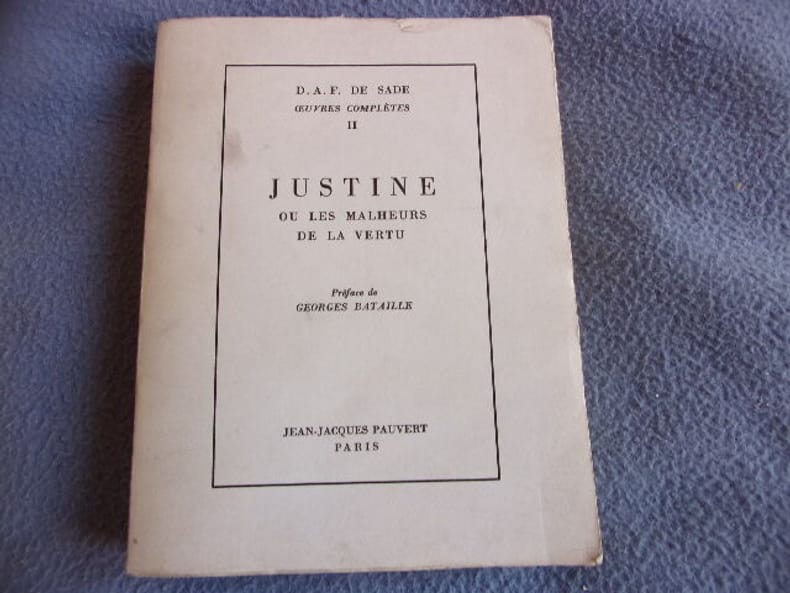 D. A. F. DE SADE
ŒUVRES COMPLÈTES
II
JUSTINE
OU LES MALHEURS
DE LA VERTU
Préface de
GEORGES BATAILLE
JEAN-JACQUES PAUVERT
PARIS